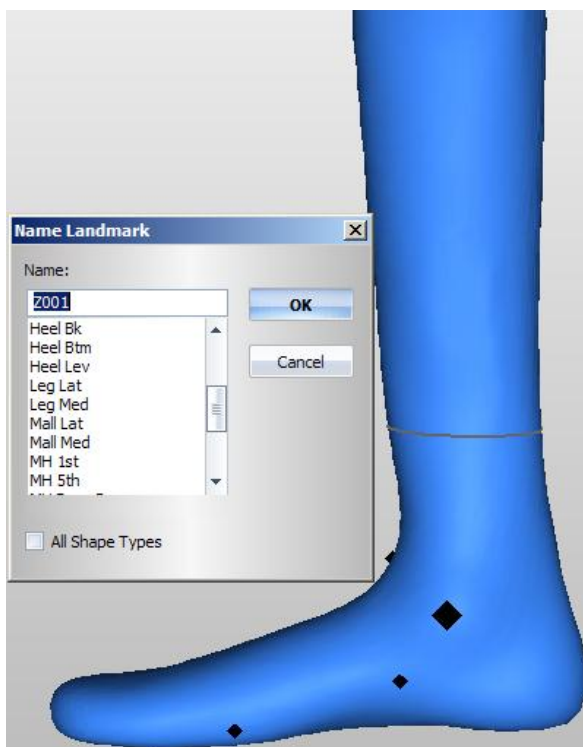 Name Landmark
Name:
Z001
Heel Bk
Heel Btm
Heel Lev
Leg Lat
Leg Med
Mall Lat
Mall Med
MH 1st
MH 5th
OK
Cancel
All Shape Types